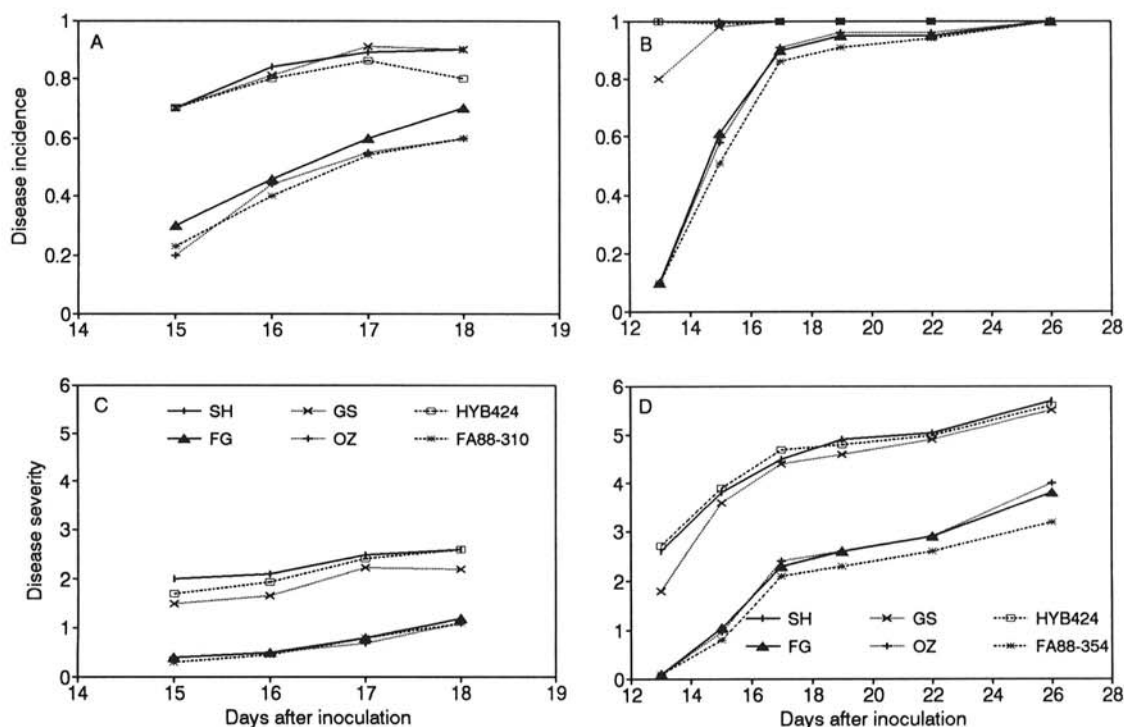 A
Disease incidence
1
0.8
0.6
0.4
0.2
0
14 15 16 17 18 19
B
1
0.8
0.6
0.4
0.2
0
12 14 16 18 20 22 24 26 28
C
Disease severity
6
5
4
3
2
1
0
SH GS HYB424
FG OZ FA88-310
14 15 16 17 18 19
Days after inoculation
D
6
5
4
3
2
1
0
SH GS HYB424
FG OZ FA88-354
12 14 16 18 20 22 24 26 28
Days after inoculation